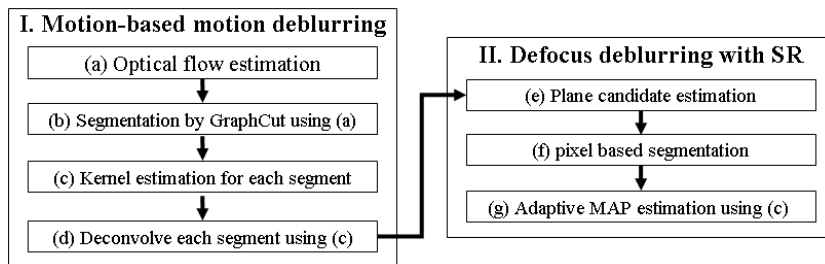 I. Motion-based motion deblurring
(a) Optical flow estimation
(b) Segmentation by GraphCut using (a)
(c) Kernel estimation for each segment
(d) Deconvolve each segment using (c)
II. Defocus deblurring with SR
(e) Plane candidate estimation
(f) pixel based segmentation
(g) Adaptive MAP estimation using (c)